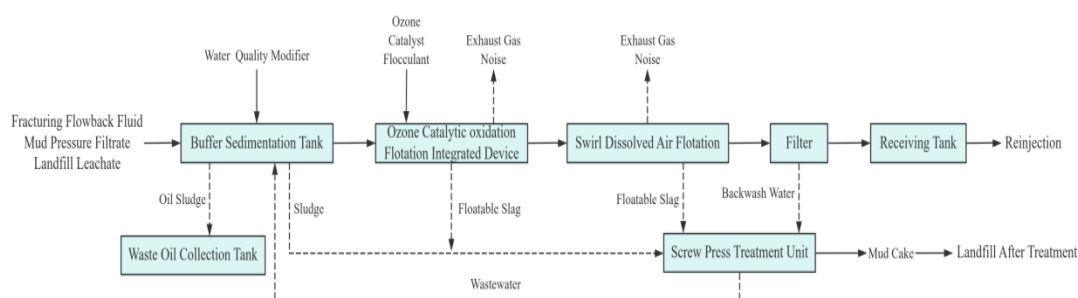 Ozone
Catalyst
Flocculant
Exhaust Gas
Noise
Exhaust Gas
Noise
Water Quality Modifier
Fracturing Flowback Fluid
Mud Pressure Filtrate
Landfill Leachate
Buffer Sedimentation Tank
Ozone Catalytic oxidation
Flotation Integrated Device
Swirl Dissolved Air Flotation
Filter
Receiving Tank
Reinjection
Oil Sludge
Sludge
Floatable Slag
Floatable Slag
Backwash Water
Waste Oil Collection Tank
Screw Press Treatment Unit
Mud Cake
Landfill After Treatment
Wastewater